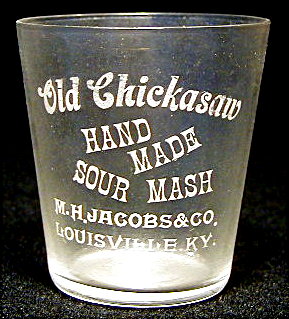 Old Chickasaw
HAND
MADE
SOUR MASH
M.H.JACOBS&CO.
LOUISVILLE.KY.